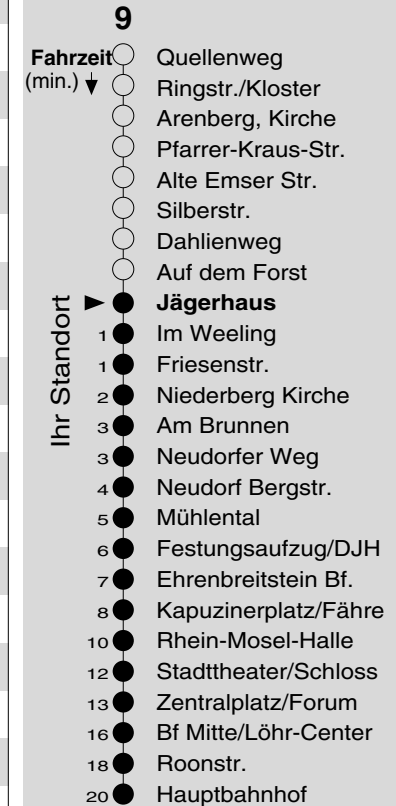 9
Fahrzeit Quellenweg
(min.) Ringstr./Kloster
Arenberg, Kirche
Pfarrer-Kraus-Str.
Alte Emser Str.
Silberstr.
Dahlienweg
Auf dem Forst
Ihr Standort
Jägerhaus
1 Im Weeling
1 Friesenstr.
2 Niederberg Kirche
3 Am Brunnen
3 Neudorfer Weg
4 Neudorf Bergstr.
5 Mühlental
6 Festungsaufzug/DJH
7 Ehrenbreitstein Bf.
8 Kapuzinerplatz/Fähre
10 Rhein-Mosel-Halle
12 Stadttheater/Schloss
13 Zentralplatz/Forum
16 Bf Mitte/Löhr-Center
18 Roonstr.
20 Hauptbahnhof